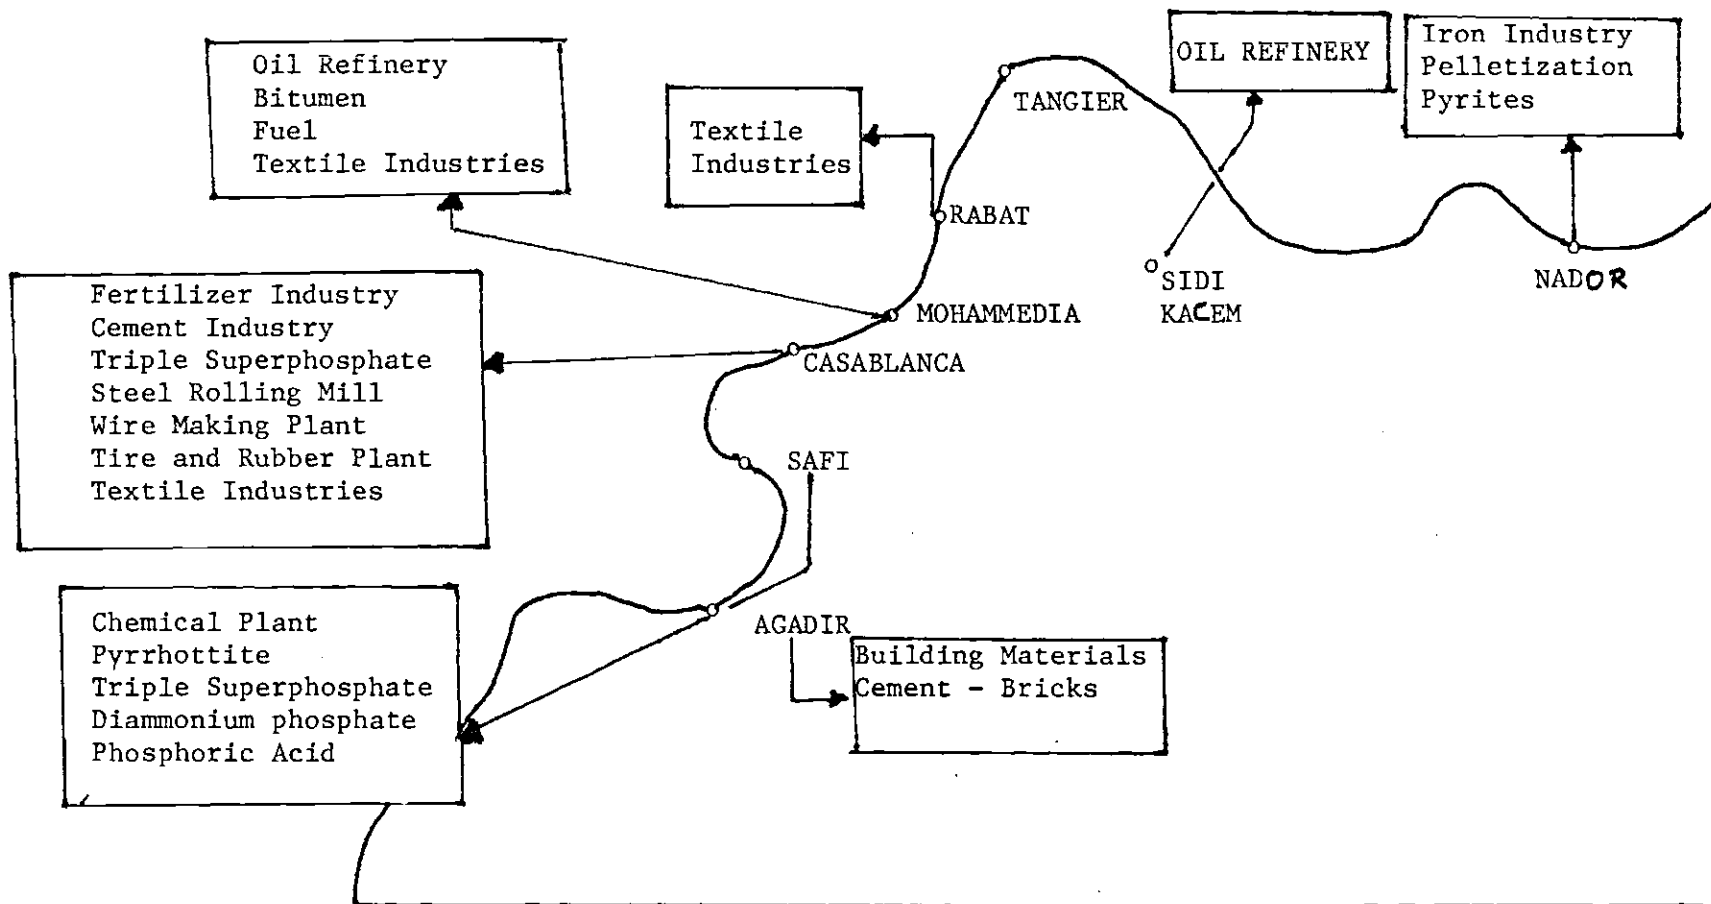 Oil Refinery
Bitumen
Fuel
Textile Industries
Textile
Industries
TANGIER
OIL REFINERY
Iron Industry
Pelletization
Pyrites
RABAT
SIDI
KACEM
NADOR
MOHAMMEDIA
CASABLANCA
Fertilizer Industry
Cement Industry
Triple Superphosphate
Steel Rolling Mill
Wire Making Plant
Tire and Rubber Plant
Textile Industries
SAFI
Chemical Plant
Pyrrhottite
Triple Superphosphate
Diammonium phosphate
Phosphoric Acid
AGADIR
Building Materials
Cement - Bricks